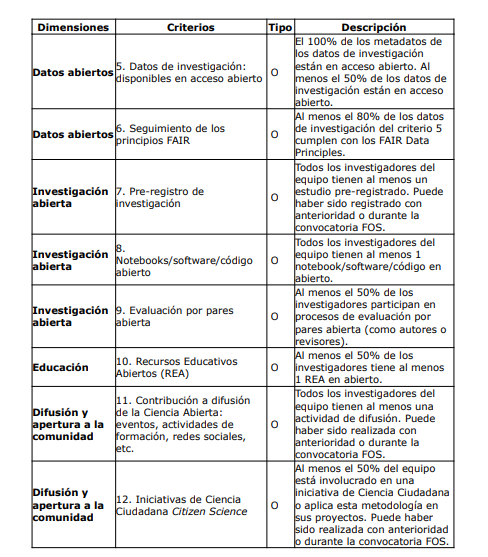 Dimensiones Criterios Tipo Descripción
Datos abiertos
5. Datos de investigación:
disponibles en acceso abierto
O
El 100% de los metadatos de
los datos de investigación
están en acceso abierto. Al
menos el 50% de los datos de
investigación están en acceso
abierto.
Datos abiertos
6. Seguimiento de los
principios FAIR
O
Al menos el 80% de los datos
de investigación del criterio 5
cumplen con los FAIR Data
Principles.
Investigación
abierta
7. Pre-registro de
investigación
O
Todos los investigadores del
equipo tienen al menos un
estudio pre-registrado. Puede
haber sido registrado con
anterioridad o durante la
convocatoria FOS.
Investigación
abierta
8.
Notebooks/software/código
abierto
O
Todos los investigadores del
equipo tienen al menos 1
notebook/software/código en
abierto.
Investigación
abierta
9. Evaluación por pares
abierta
O
Al menos el 50% de los
investigadores participan en
procesos de evaluación por
pares abierta (como autores o
revisores).
Educación
10. Recursos Educativos
Abiertos (REA)
O
Al menos el 50% de los
investigadores tiene al menos
1 REA en abierto.
Difusión y
apertura a la
comunidad
11. Contribución a difusión
de la Ciencia Abierta:
eventos, actividades de
formación, redes sociales,
etc.
O
Todos los investigadores del
equipo tienen al menos una
actividad de difusión. Puede
haber sido realizada con
anterioridad o durante la
convocatoria FOS.
Difusión y
apertura a la
comunidad
12. Iniciativas de Ciencia
Ciudadana Citizen Science
O
Al menos el 50% del equipo
está involucrado en una
iniciativa de Ciencia Ciudadana
o aplica esta metodología en
sus proyectos. Puede haber
sido realizada con anterioridad
o durante la convocatoria FOS.